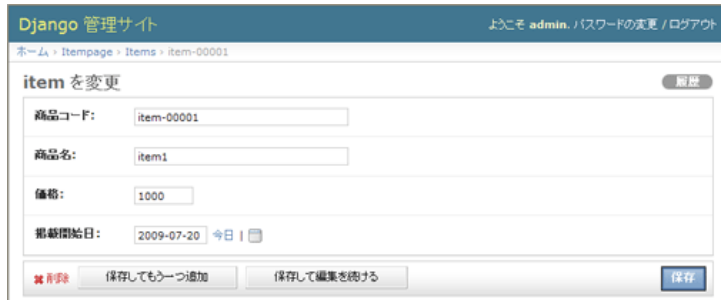 Django 管理サイト ようこそ admin. パスワードの変更 / ログアウト
ホーム › Itempage › Items › item-00001
item を変更 履歴
商品コード: item-00001
商品名: item1
価格: 1000
掲載開始日: 2009-07-20 今日 |
削除 保存してもう一つ追加 保存して編集を続ける 保存